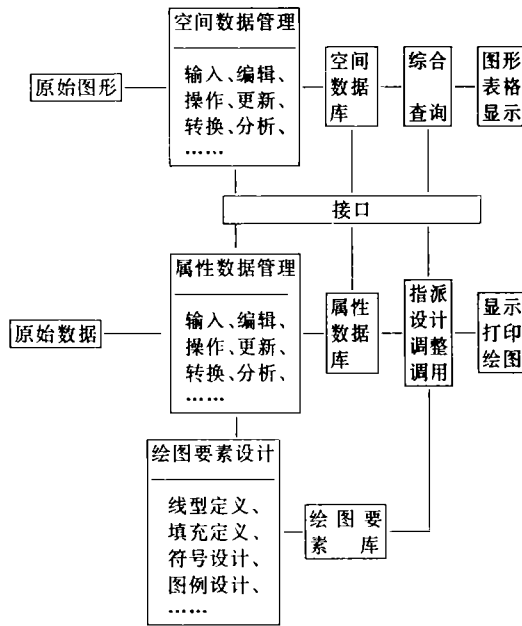 空间数据管理
输入、编辑、
操作、更新、
转换、分析、
……
原始图形
空间
数据
库
综合
查询
图形
表格
显示
接口
属性数据管理
输入、编辑、
操作、更新、
转换、分析、
……
原始数据
属性
数据
库
指派
设计
调整
调用
显示
打印
绘图
绘图要素设计
线型定义、
填充定义、
符号设计、
图例设计、
……
绘图要
素 库